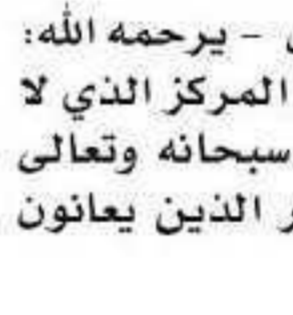 – يرحمه الله:
المركز الذي لا
سبحانه وتعالى
الذين يعانون